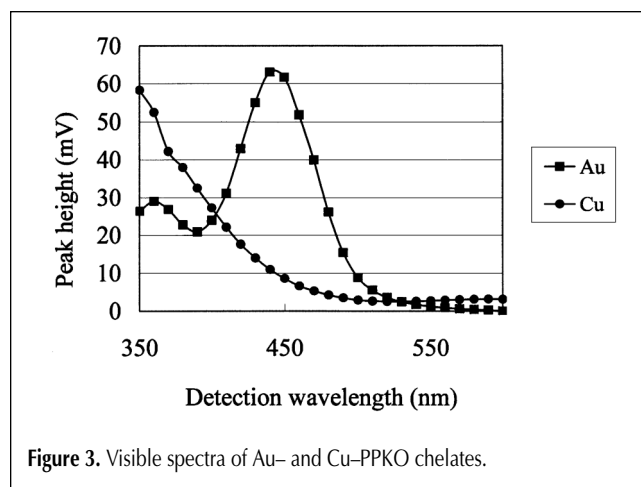 70
60
50
40
30
20
10
0
Peak height (mV)
350 450 550
Detection wavelength (nm)
Au
Cu
Figure 3. Visible spectra of Au– and Cu–PPKO chelates.